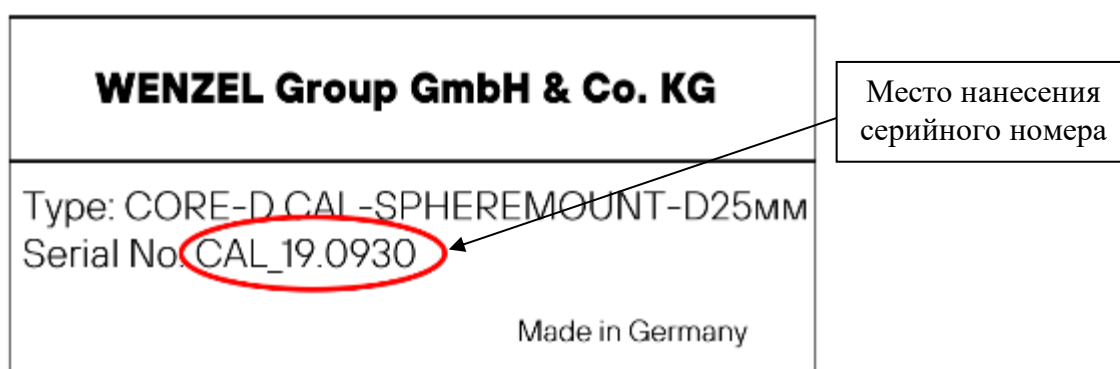 WENZEL Group GmbH & Co. KG
Место нанесения
серийного номера
Type: CORE-D CAL-SPHEREMOUNT-D25мм
Serial No. CAL_19.0930
Made in Germany